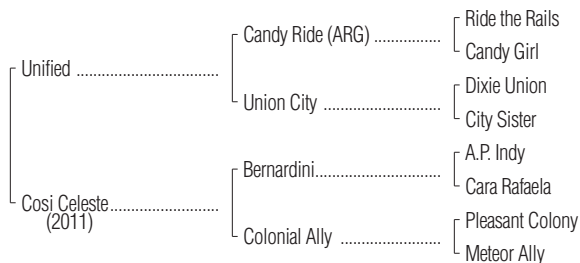 Ride the Rails
Candy Ride (ARG) ..................
Candy Girl
Unified ........................................
Dixie Union
Union City .................................
City Sister
A.P. Indy
Bernardini...................................
Cara Rafaela
Cosi Celeste..............................
(2011)
Pleasant Colony
Colonial Ally ............................
Meteor Ally